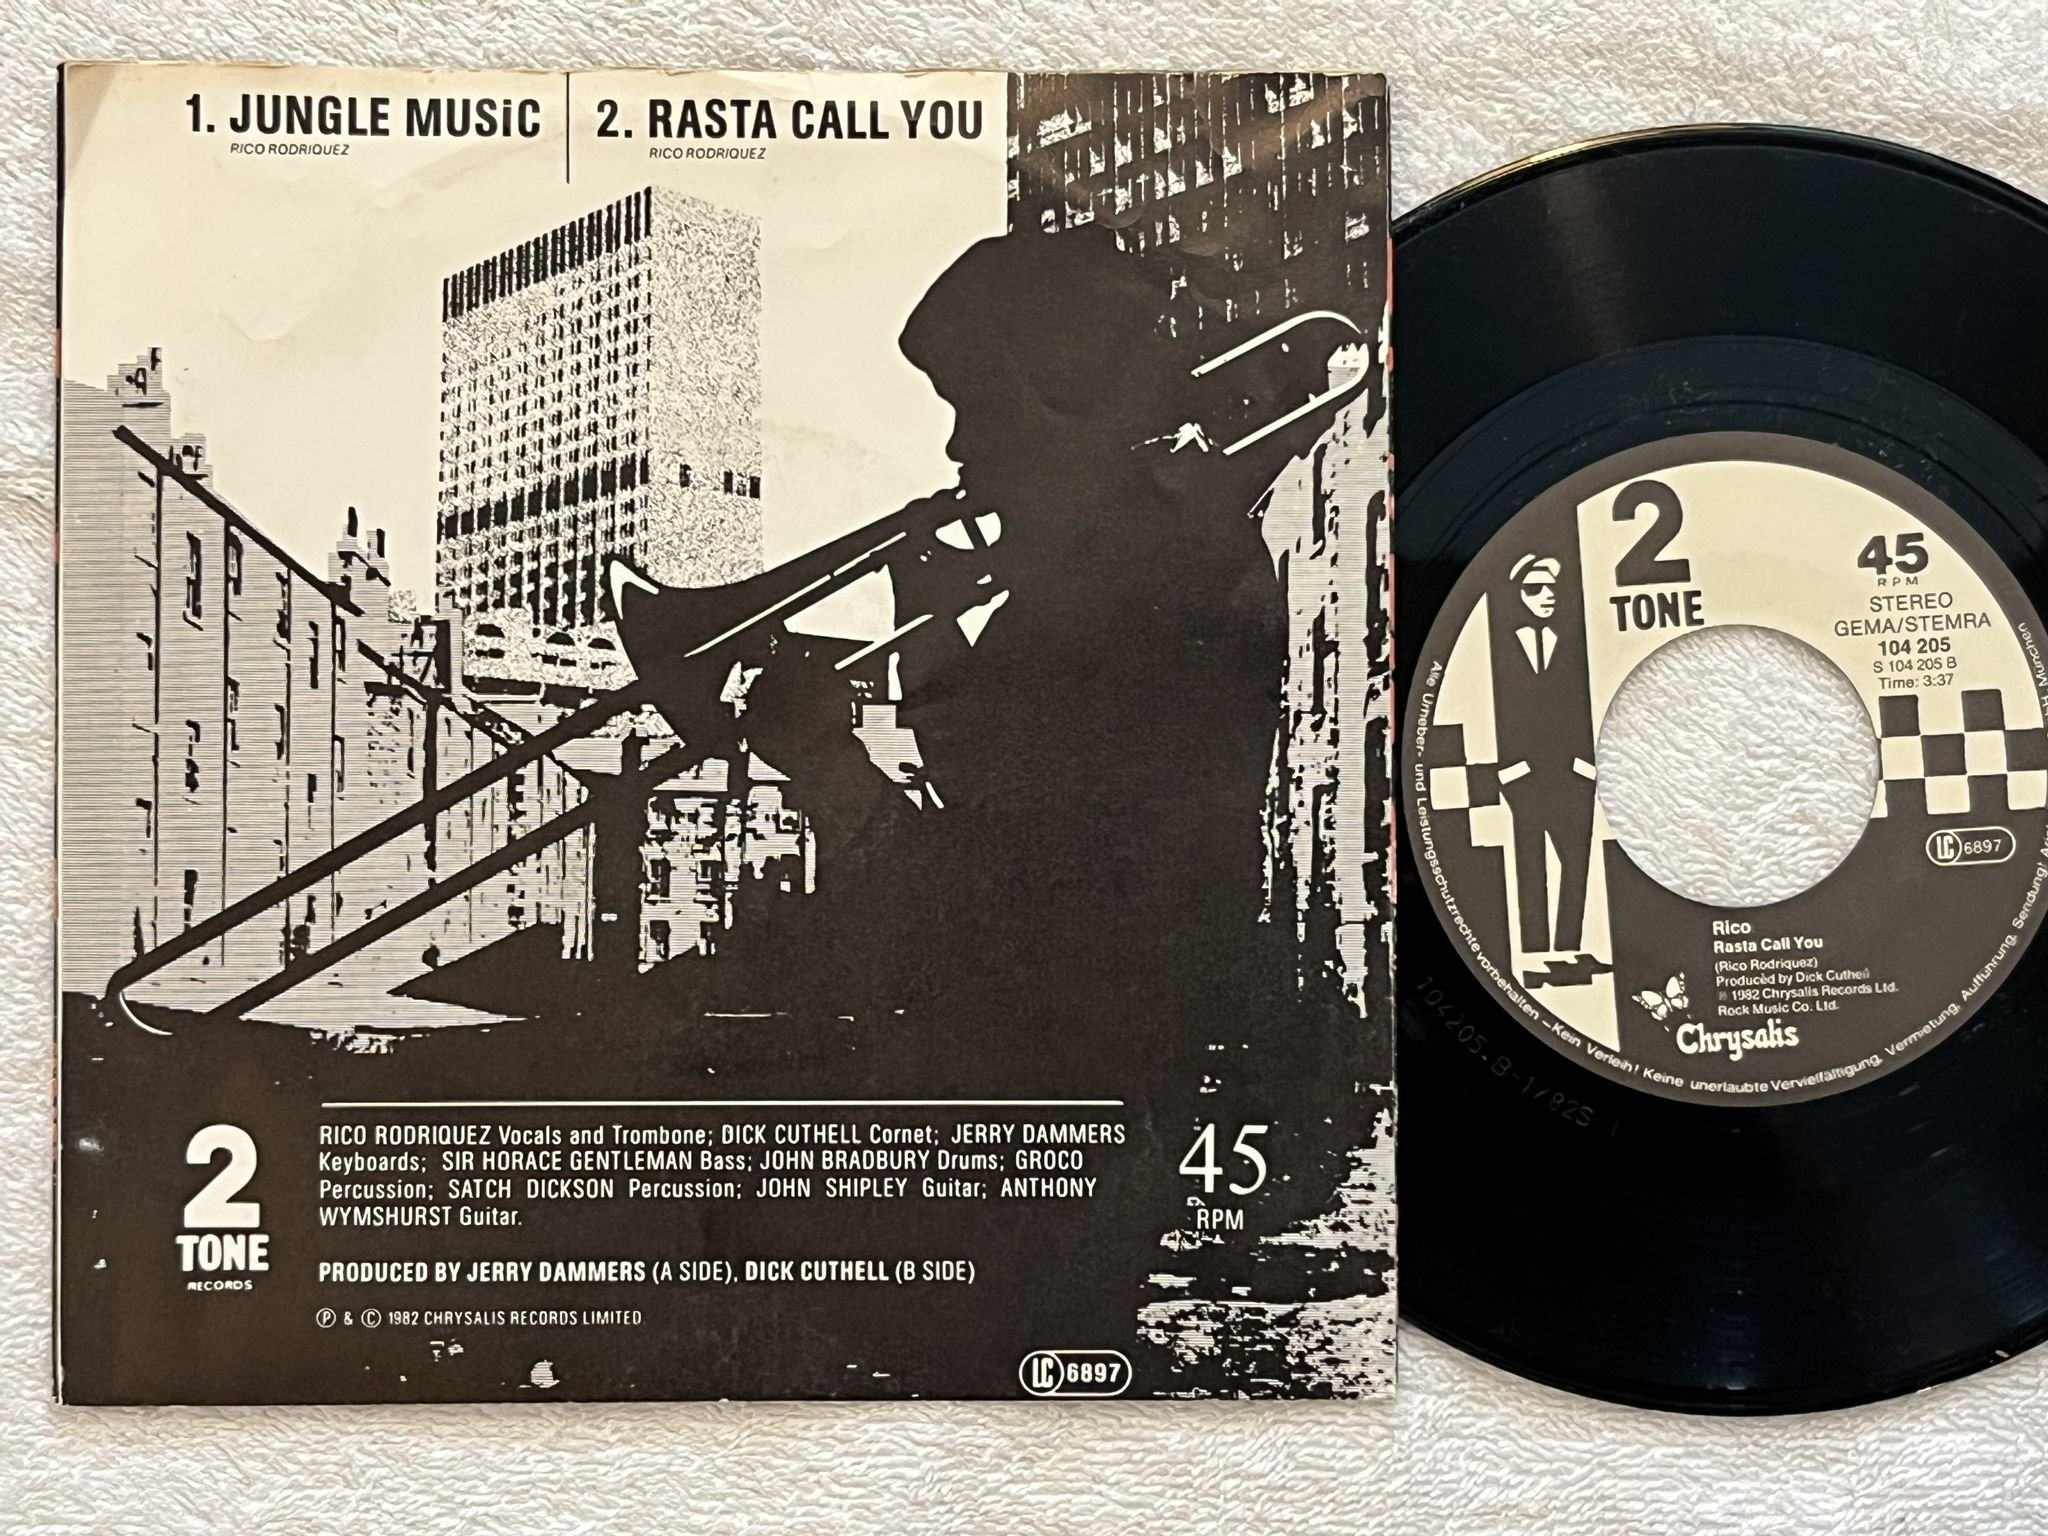 1. JUNGLE MUSiC
RICO RODRIQUEZ
2. RASTA CALL YOU
RICO RODRIQUEZ
2
TONE
RECORDS
RICO RODRIQUEZ Vocals and Trombone; DICK CUTHELL Cornet; JERRY DAMMERS
Keyboards; SIR HORACE GENTLEMAN Bass; JOHN BRADBURY Drums; GROCO
Percussion; SATCH DICKSON Percussion; JOHN SHIPLEY Guitar; ANTHONY
WYMSHURST Guitar.
PRODUCED BY JERRY DAMMERS (A SIDE), DICK CUTHELL (B SIDE)
Ⓟ & Ⓒ 1982 CHRYSALIS RECORDS LIMITED
45
RPM
LC 6897
2
TONE
45
RPM
STEREO
GEMA/STEMRA
104 205
S 104 205 B
Time: 3:37
LC 6897
Rico
Rasta Call You
(Rico Rodriquez)
Produced by Dick Cuthell
Ⓟ 1982 Chrysalis Records Ltd.
Rock Music Co. Ltd.
Chrysalis
Alle Urheber- und Leistungsschutzrechte vorbehalten – Kein Verleih! Keine unerlaubte Vervielfältigung, Vermietung, Aufführung, Sendung!
München
104205-B-1/82S